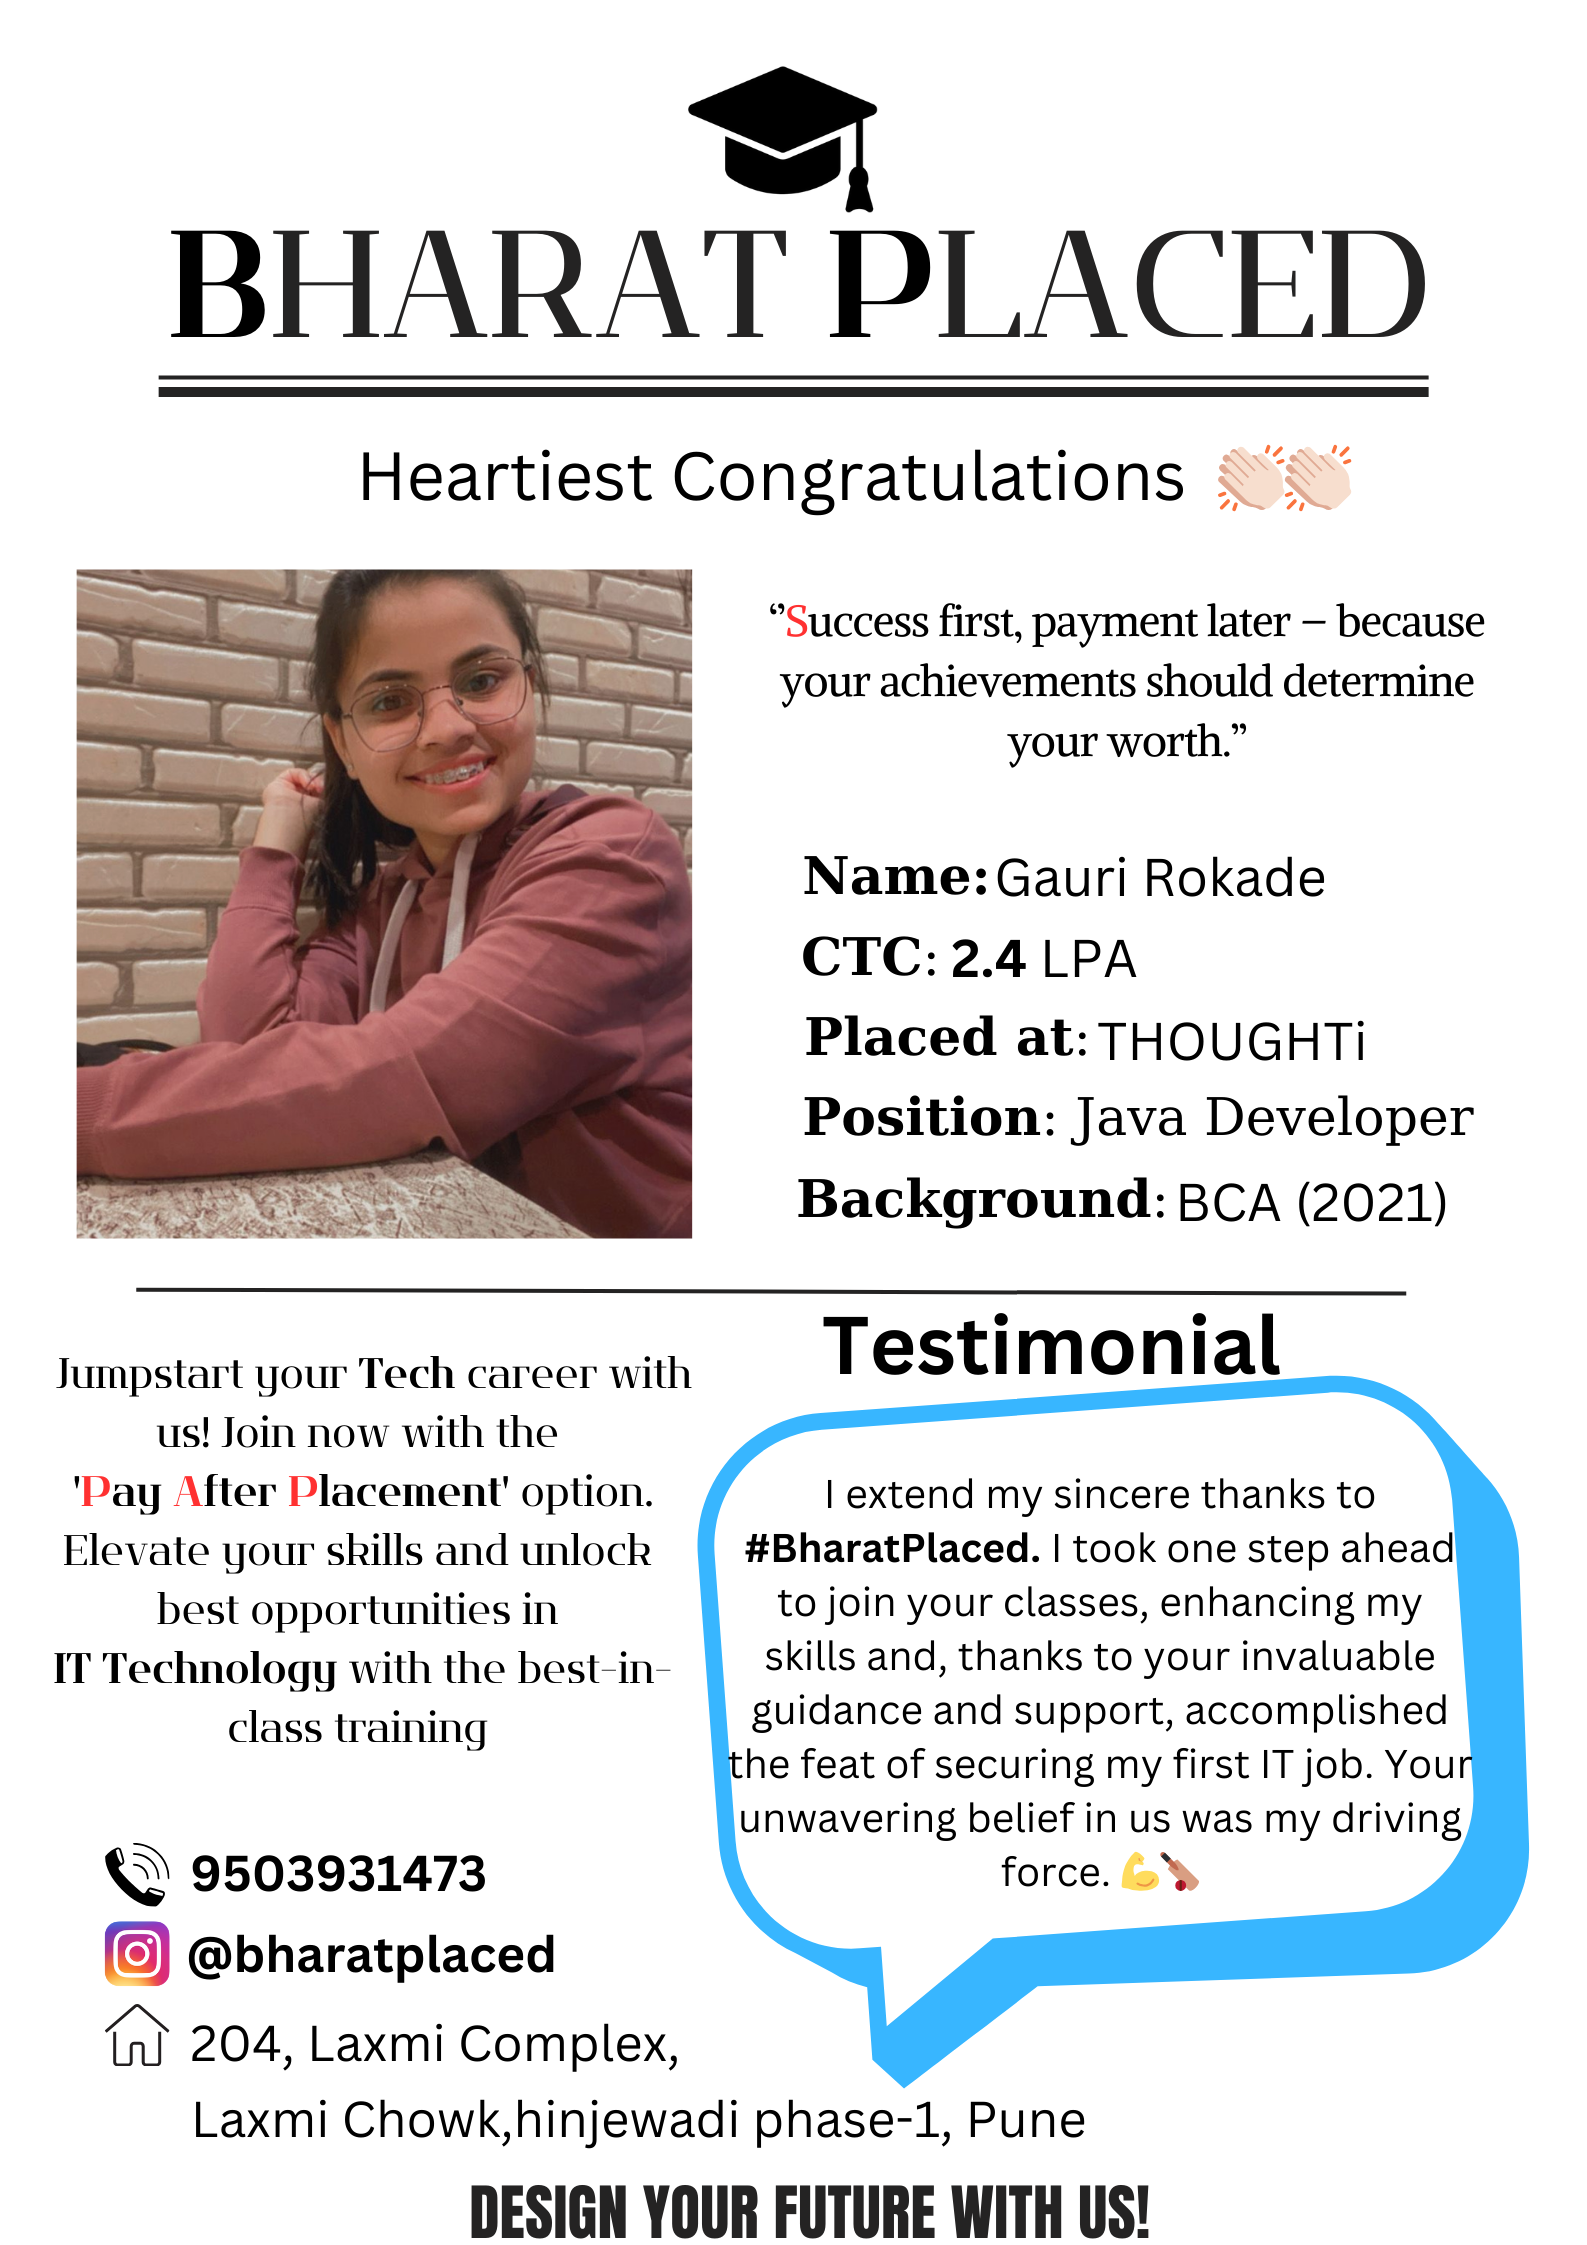 BHARAT PLACED
Heartiest Congratulations 👏🏻👏🏻
“Success first, payment later – because
your achievements should determine
your worth.”
Name: Gauri Rokade
CTC: 2.4 LPA
Placed at: THOUGHTi
Position: Java Developer
Background: BCA (2021)
Jumpstart your Tech career with
us! Join now with the
'Pay After Placement' option.
Elevate your skills and unlock
best opportunities in
IT Technology with the best-in-
class training
Testimonial
I extend my sincere thanks to
#BharatPlaced. I took one step ahead
to join your classes, enhancing my
skills and, thanks to your invaluable
guidance and support, accomplished
the feat of securing my first IT job. Your
unwavering belief in us was my driving
force. 💪🏏
9503931473
@bharatplaced
204, Laxmi Complex,
Laxmi Chowk,hinjewadi phase-1, Pune
DESIGN YOUR FUTURE WITH US!